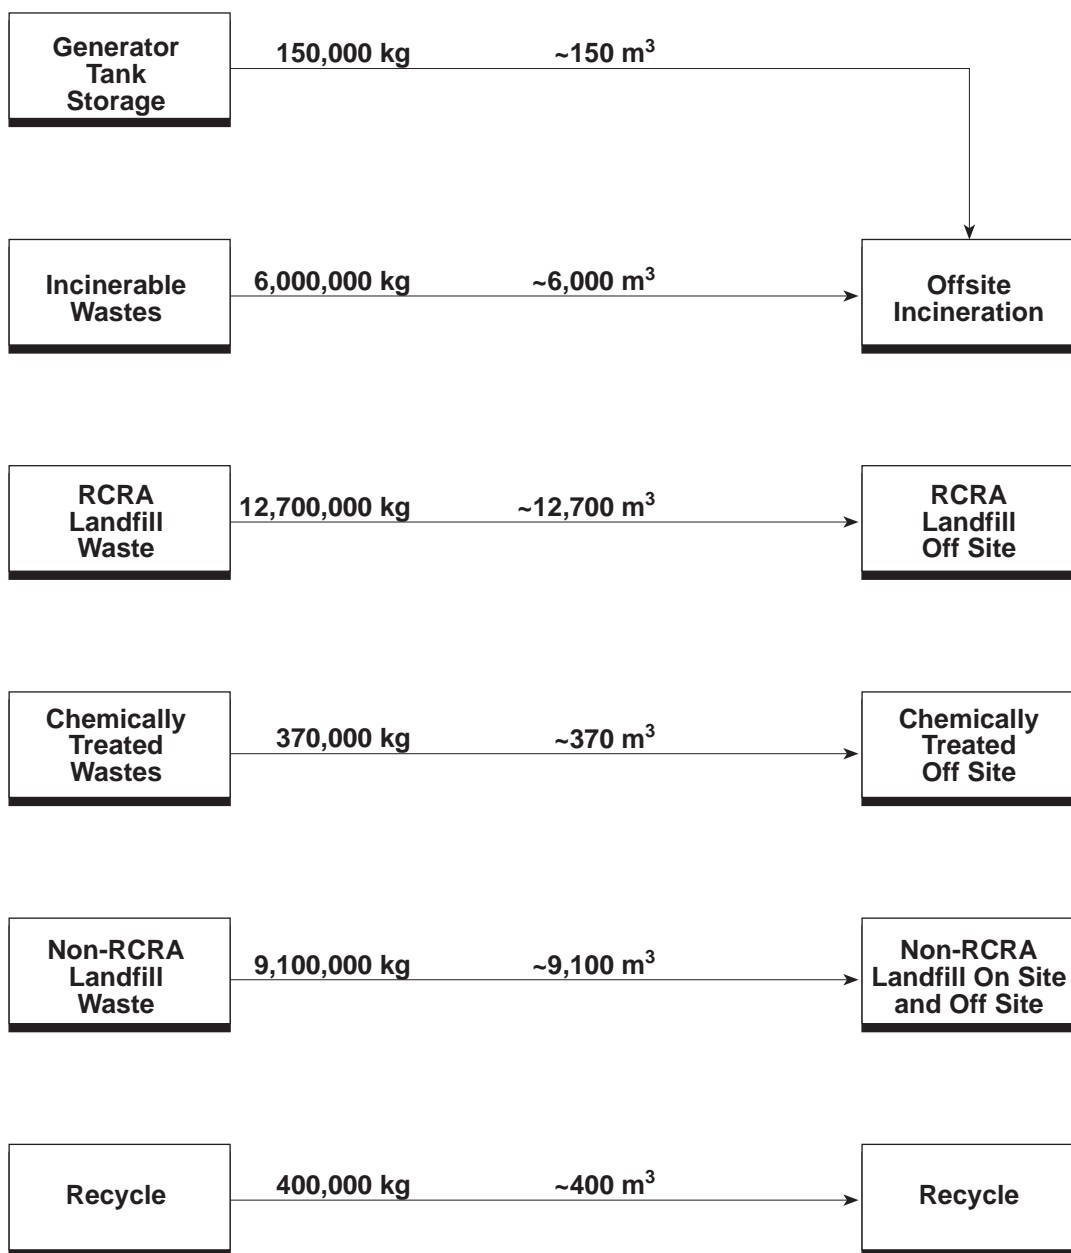 Generator
Tank
Storage
150,000 kg ~150 m³
Incinerable
Wastes
6,000,000 kg ~6,000 m³
Offsite
Incineration
RCRA
Landfill
Waste
12,700,000 kg ~12,700 m³
RCRA
Landfill
Off Site
Chemically
Treated
Wastes
370,000 kg ~370 m³
Chemically
Treated
Off Site
Non-RCRA
Landfill
Waste
9,100,000 kg ~9,100 m³
Non-RCRA
Landfill On Site
and Off Site
Recycle
400,000 kg ~400 m³
Recycle